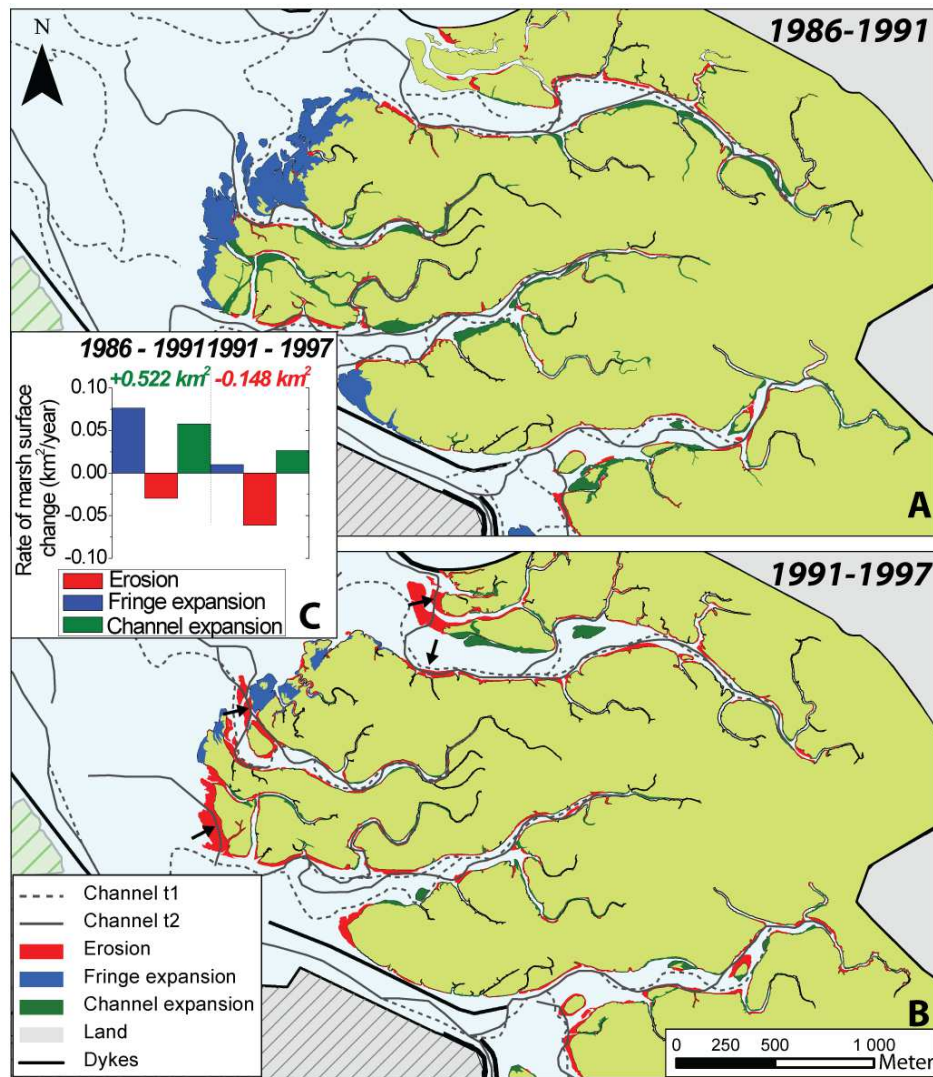 N
1986-1991
A
1986 - 1991 1991 - 1997
+0.522 km² -0.148 km²
Rate of marsh surface
change (km²/year)
0.10
0.05
0.00
-0.05
-0.10
Erosion
Fringe expansion
Channel expansion
C
1991-1997
Channel t1
Channel t2
Erosion
Fringe expansion
Channel expansion
Land
Dykes
B
0 250 500 1 000
Meter